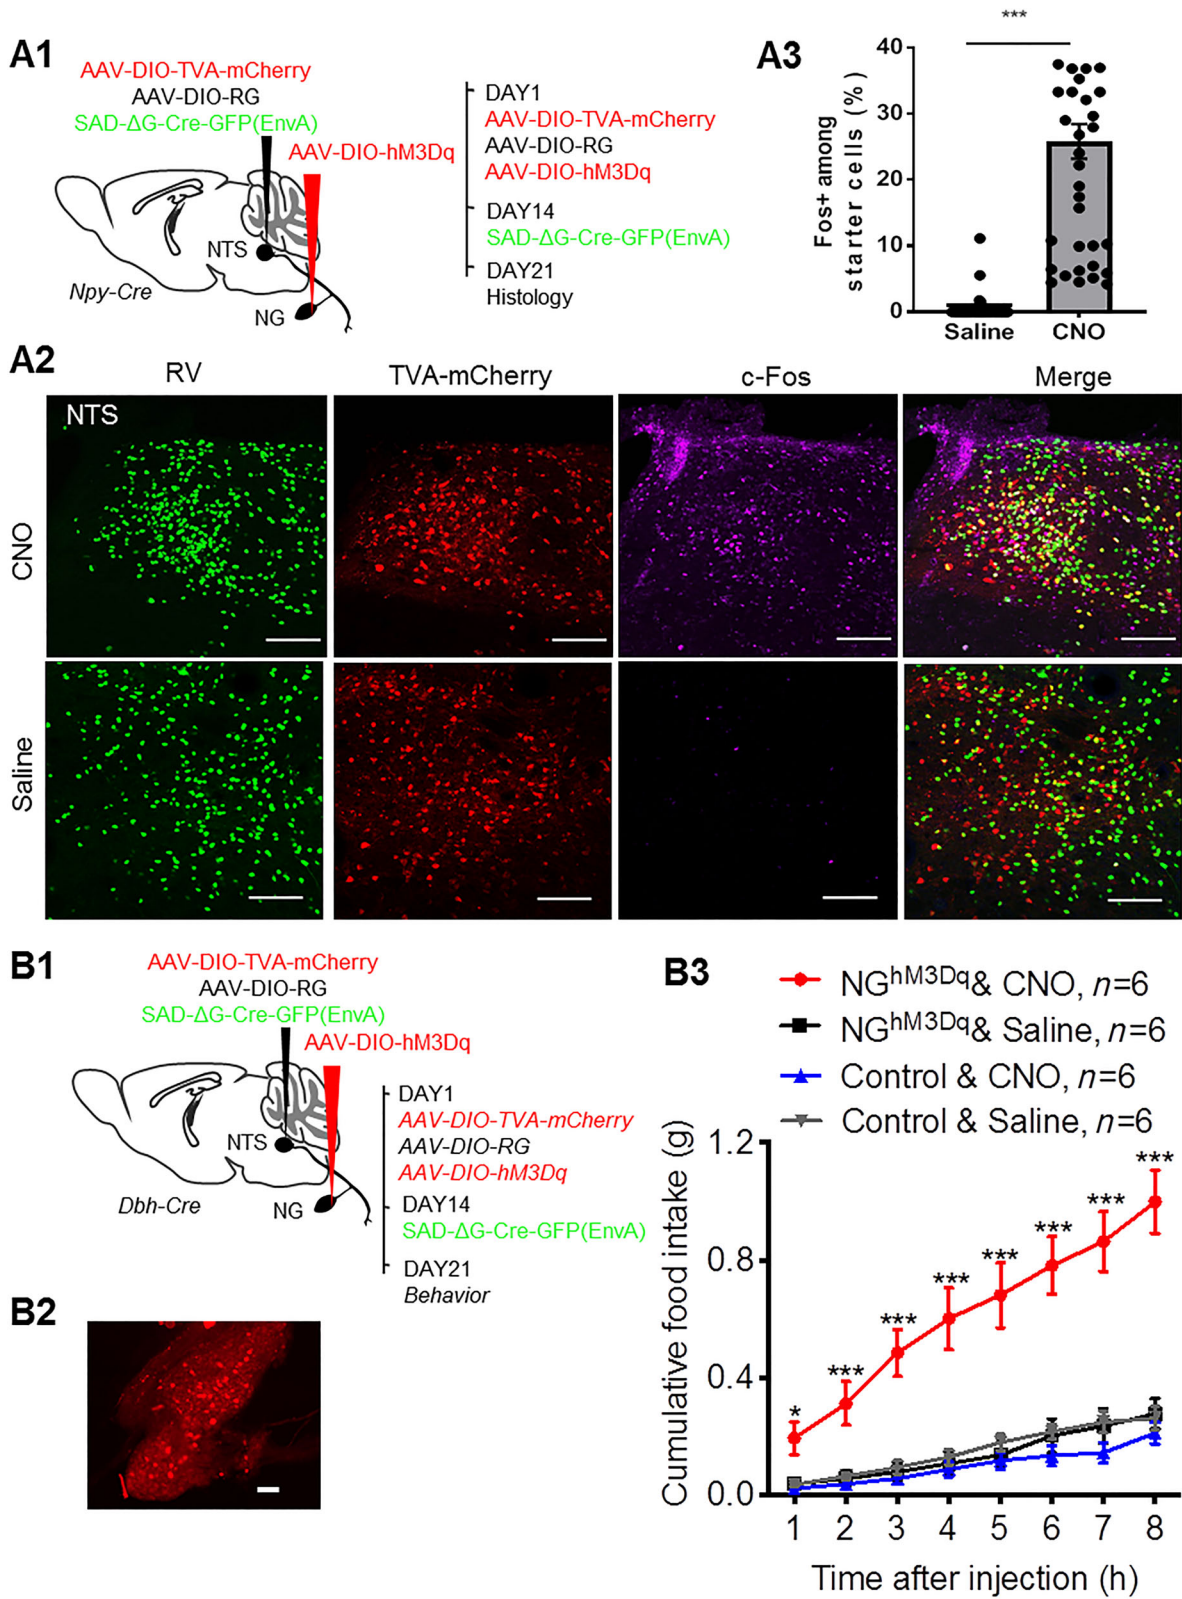 A1
AAV-DIO-TVA-mCherry
AAV-DIO-RG
SAD-ΔG-Cre-GFP(EnvA)
AAV-DIO-hM3Dq
NTS
Npy-Cre
NG
DAY1
AAV-DIO-TVA-mCherry
AAV-DIO-RG
AAV-DIO-hM3Dq
DAY14
SAD-ΔG-Cre-GFP(EnvA)
DAY21
Histology
A3
***
Fos+ among
starter cells (%)
40
30
20
10
0
Saline
CNO
A2
RV
TVA-mCherry
c-Fos
Merge
NTS
CNO
Saline
B1
AAV-DIO-TVA-mCherry
AAV-DIO-RG
SAD-ΔG-Cre-GFP(EnvA)
AAV-DIO-hM3Dq
NTS
Dbh-Cre
NG
DAY1
AAV-DIO-TVA-mCherry
AAV-DIO-RG
AAV-DIO-hM3Dq
DAY14
SAD-ΔG-Cre-GFP(EnvA)
DAY21
Behavior
B2
B3
NG^hM3Dq& CNO, n=6
NG^hM3Dq& Saline, n=6
Control & CNO, n=6
Control & Saline, n=6
Cumulative food intake (g)
1.2
0.8
0.4
0.0
*
***
***
***
***
***
***
***
1 2 3 4 5 6 7 8
Time after injection (h)